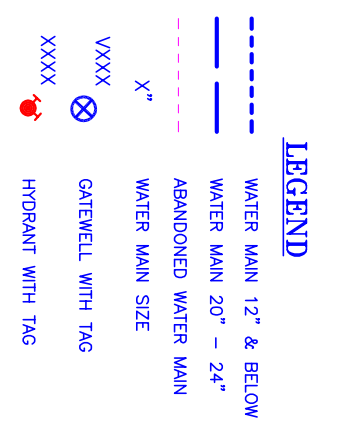 LEGEND
WATER MAIN 12" & BELOW
WATER MAIN 20" - 24"
ABANDONED WATER MAIN
X" WATER MAIN SIZE
VXXX GATEWELL WITH TAG
XXXX HYDRANT WITH TAG